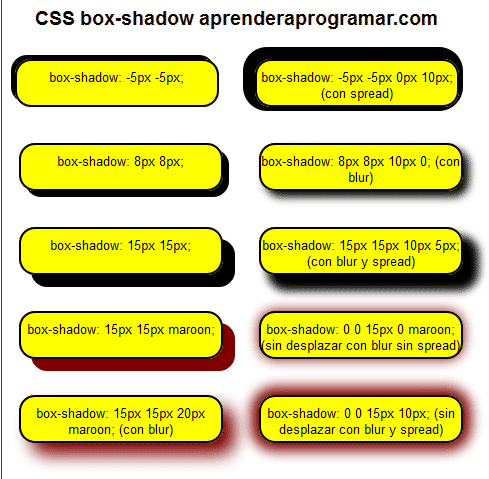 CSS box-shadow aprenderaprogramar.com
box-shadow: -5px -5px;
box-shadow: -5px -5px 0px 10px;
(con spread)
box-shadow: 8px 8px;
box-shadow: 8px 8px 10px 0; (con
blur)
box-shadow: 15px 15px;
box-shadow: 15px 15px 10px 5px;
(con blur y spread)
box-shadow: 15px 15px maroon;
box-shadow: 0 0 15px 0 maroon;
(sin desplazar con blur sin spread)
box-shadow: 15px 15px 20px
maroon; (con blur)
box-shadow: 0 0 15px 10px; (sin
desplazar con blur y spread)